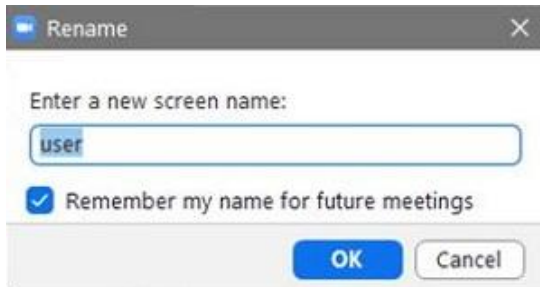 Rename
Enter a new screen name:
user
Remember my name for future meetings
OK Cancel